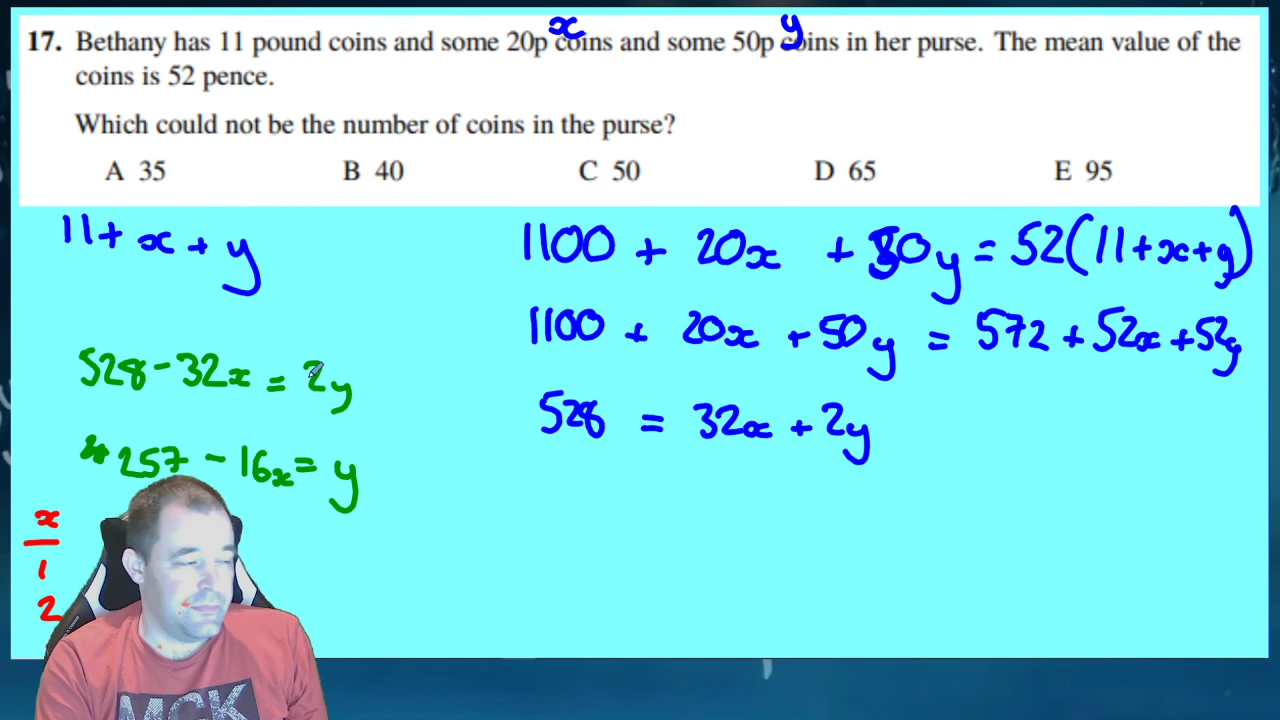 17. Bethany has 11 pound coins and some 20p coins and some 50p coins in her purse. The mean value of the
coins is 52 pence.
Which could not be the number of coins in the purse?
A 35 B 40 C 50 D 65 E 95
x y
11 + x + y
1100 + 20x + 50y = 52(11+x+y)
1100 + 20x + 50y = 572 + 52x + 52y
528 - 32x = 2y
528 = 32x + 2y
257 - 16x = y
x
1
2
MCK